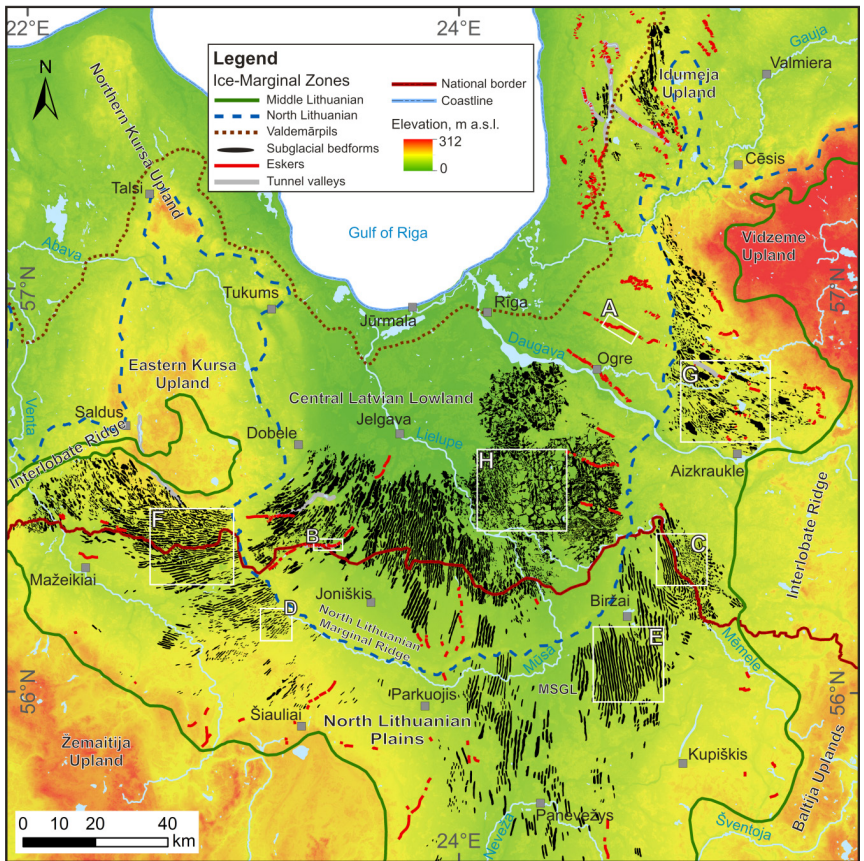 22°E
24°E
Legend
Ice-Marginal Zones
Middle Lithuanian
North Lithuanian
Valdemārpils
Subglacial bedforms
Eskers
Tunnel valleys
National border
Coastline
Elevation, m a.s.l.
312
0
N
Gauja
Valmiera
Idumeja
Upland
Northern Kursa Upland
Cēsis
Talsi
Vidzeme
Upland
Gulf of Riga
Abava
57°N
57°N
Tukums
Jūrmala
Rīga
A
Daugava
Ogre
Eastern Kursa
Upland
G
Central Latvian Lowland
Venta
Saldus
Jelgava
Dobele
Lielupe
H
Aizkraukle
Interlobate Ridge
Interlobate Ridge
F
B
C
Mažeikiai
Joniškis
Biržai
D
North Lithuanian
Marginal Ridge
E
Mūsa
Mēmele
MSGL
56°N
56°N
Parkuojis
Šiauliai
North Lithuanian
Plains
Žemaitija
Upland
Kupiškis
Baltija Uplands
Panevežys
Neveža
Šventoja
0 10 20 40
km
24°E